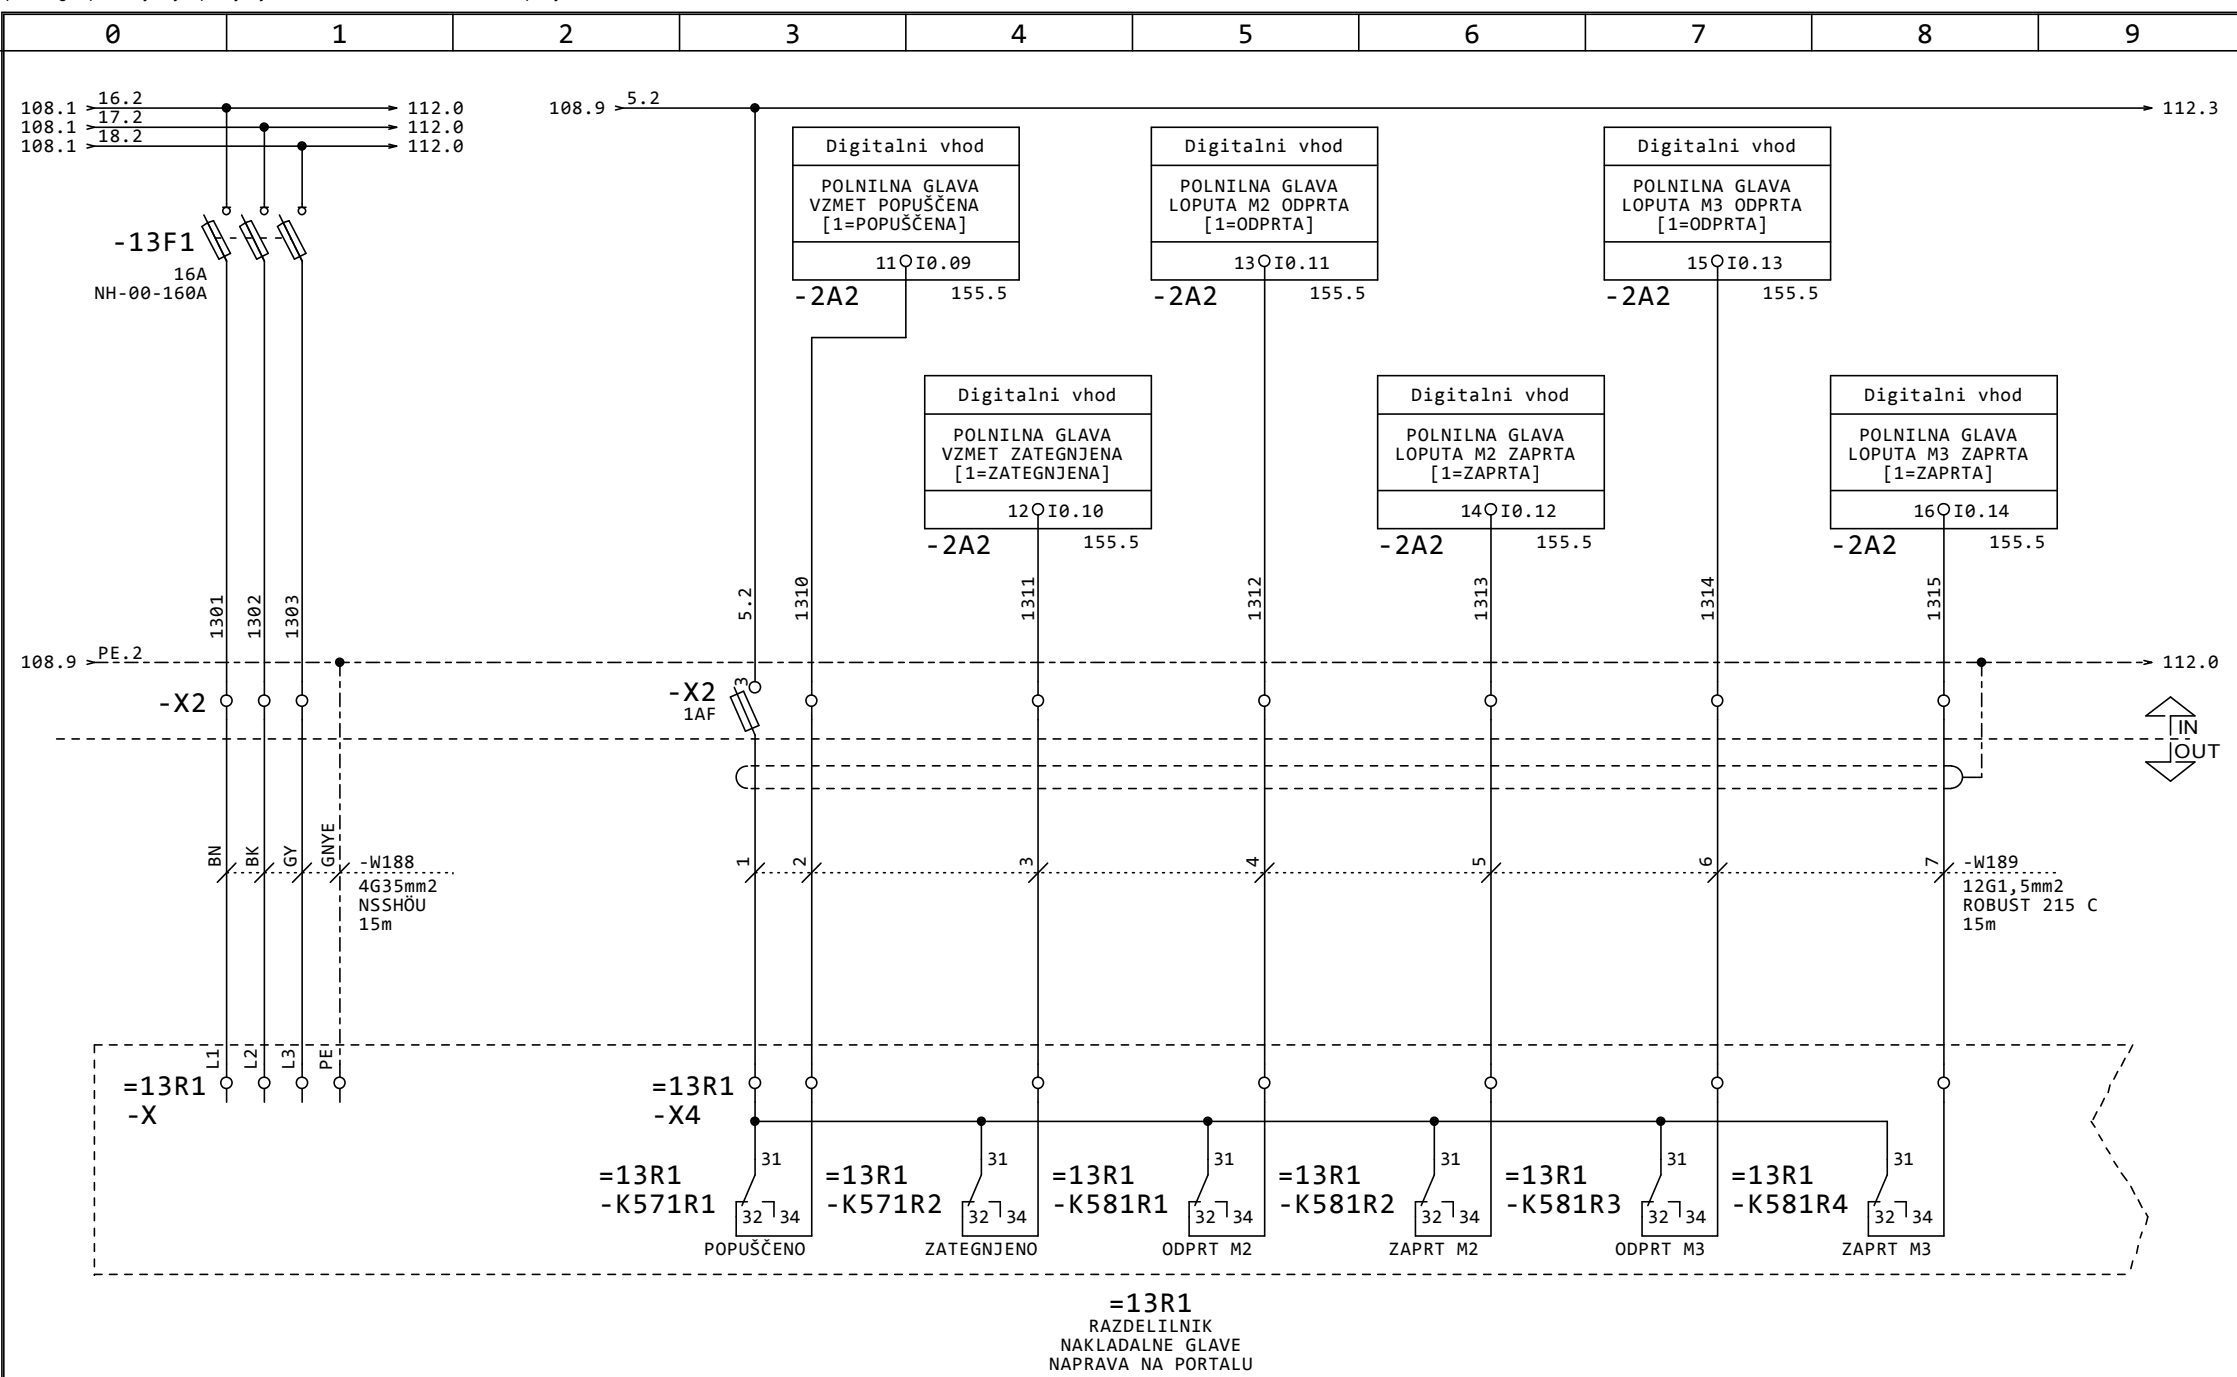 0 1 2 3 4 5 6 7 8 9
108.1 16.2 112.0
108.1 17.2 112.0
108.1 18.2 112.0
108.9 5.2 112.3
-13F1
16A
NH-00-160A
Digitalni vhod
POLNILNA GLAVA
VZMET POPUŠČENA
[1=POPUŠČENA]
11 I0.09
-2A2 155.5
Digitalni vhod
POLNILNA GLAVA
LOPUTA M2 ODPRTA
[1=ODPRTA]
13 I0.11
-2A2 155.5
Digitalni vhod
POLNILNA GLAVA
LOPUTA M3 ODPRTA
[1=ODPRTA]
15 I0.13
-2A2 155.5
Digitalni vhod
POLNILNA GLAVA
VZMET ZATEGNJENA
[1=ZATEGNJENA]
12 I0.10
-2A2 155.5
Digitalni vhod
POLNILNA GLAVA
LOPUTA M2 ZAPRTA
[1=ZAPRTA]
14 I0.12
-2A2 155.5
Digitalni vhod
POLNILNA GLAVA
LOPUTA M3 ZAPRTA
[1=ZAPRTA]
16 I0.14
-2A2 155.5
1301 1302 1303 5.2 1310 1311 1312 1313 1314 1315
108.9 PE.2 112.0
-X2
-X2 3
1AF
IN
OUT
BN BK GY GNYE
-W188
4G35mm2
NSSHÖU
15m
1 2 3 4 5 6 7
-W189
12G1,5mm2
ROBUST 215 C
15m
L1 L2 L3 PE
=13R1
-X
=13R1
-X4
=13R1
-K571R1
31
32 34
POPUŠČENO
=13R1
-K571R2
31
32 34
ZATEGNJENO
=13R1
-K581R1
31
32 34
ODPRT M2
=13R1
-K581R2
31
32 34
ZAPRT M2
=13R1
-K581R3
31
32 34
ODPRT M3
=13R1
-K581R4
31
32 34
ZAPRT M3
=13R1
RAZDELILNIK
NAKLADALNE GLAVE
NAPRAVA NA PORTALU